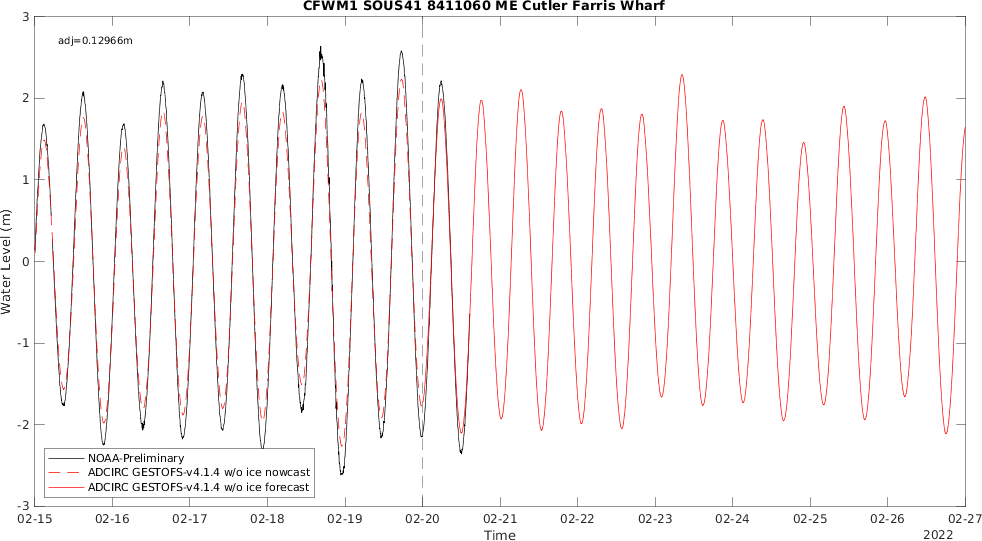 CFWM1 SOUS41 8411060 ME Cutler Farris Wharf
adj=0.12966m
3
2
1
0
-1
-2
-3
Water Level (m)
NOAA-Preliminary
ADCIRC GESTOFS-v4.1.4 w/o ice nowcast
ADCIRC GESTOFS-v4.1.4 w/o ice forecast
02-15 02-16 02-17 02-18 02-19 02-20 02-21 02-22 02-23 02-24 02-25 02-26 02-27
Time
2022